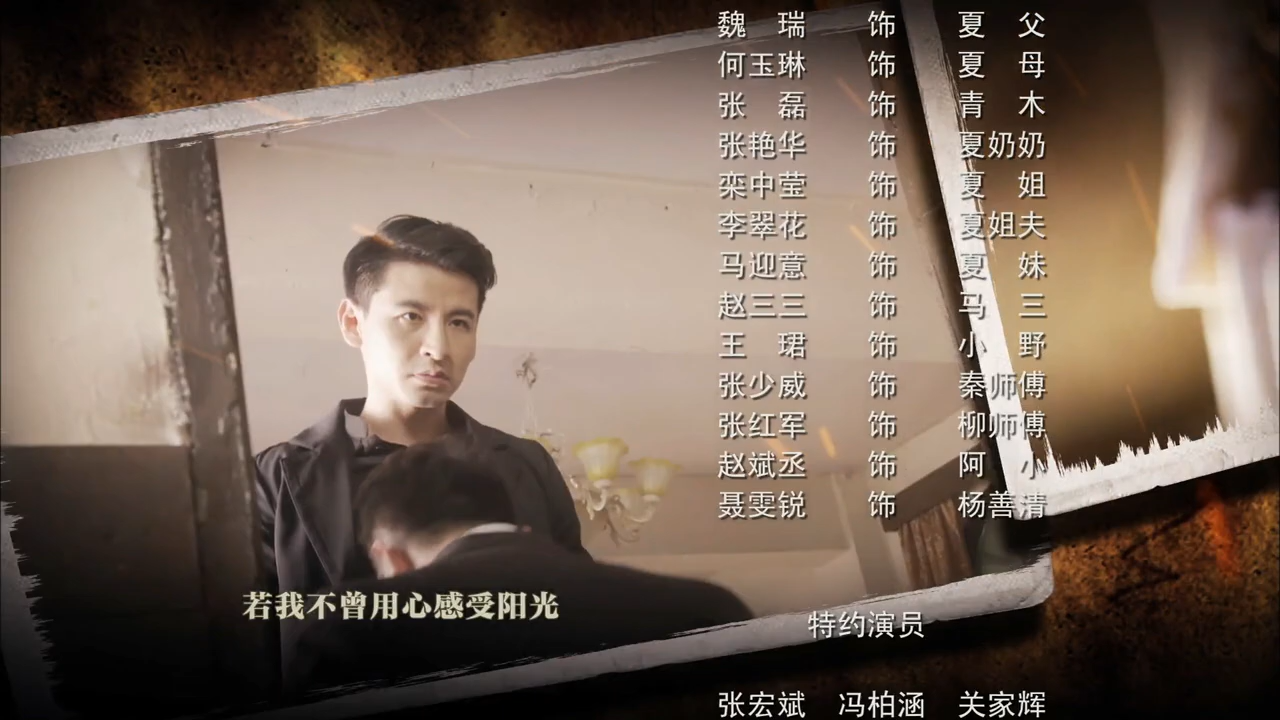 魏　瑞　饰　夏　父
何玉琳　饰　夏　母
张　磊　饰　青　木
张艳华　饰　夏奶奶
栾中莹　饰　夏　姐
李翠花　饰　夏姐夫
马迎意　饰　夏　妹
赵三三　饰　马　三
王　珺　饰　小　野
张少威　饰　秦师傅
张红军　饰　柳师傅
赵斌丞　饰　阿　小
聂雯锐　饰　杨善清
若我不曾用心感受阳光
特约演员
张宏斌　冯柏涵　关家辉